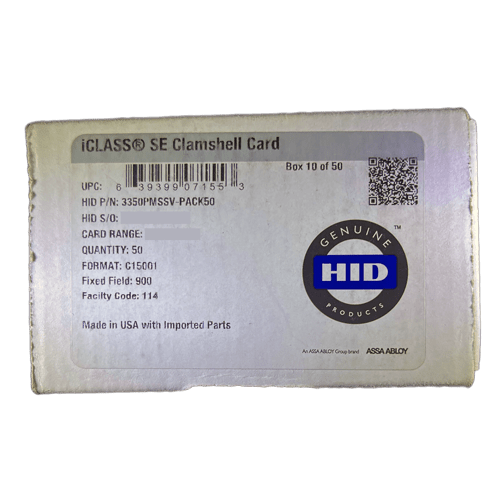 iCLASS® SE Clamshell Card
Box 10 of 50
UPC: 6 39399 07155 3
HID P/N: 3350PMSSV-PACK50
HID S/O:
CARD RANGE:
QUANTITY: 50
FORMAT: C15001
Fixed Field: 900
Facilty Code: 114
Made in USA with Imported Parts
GENUINE
HID
PRODUCTS
An ASSA ABLOY Group brand
ASSA ABLOY